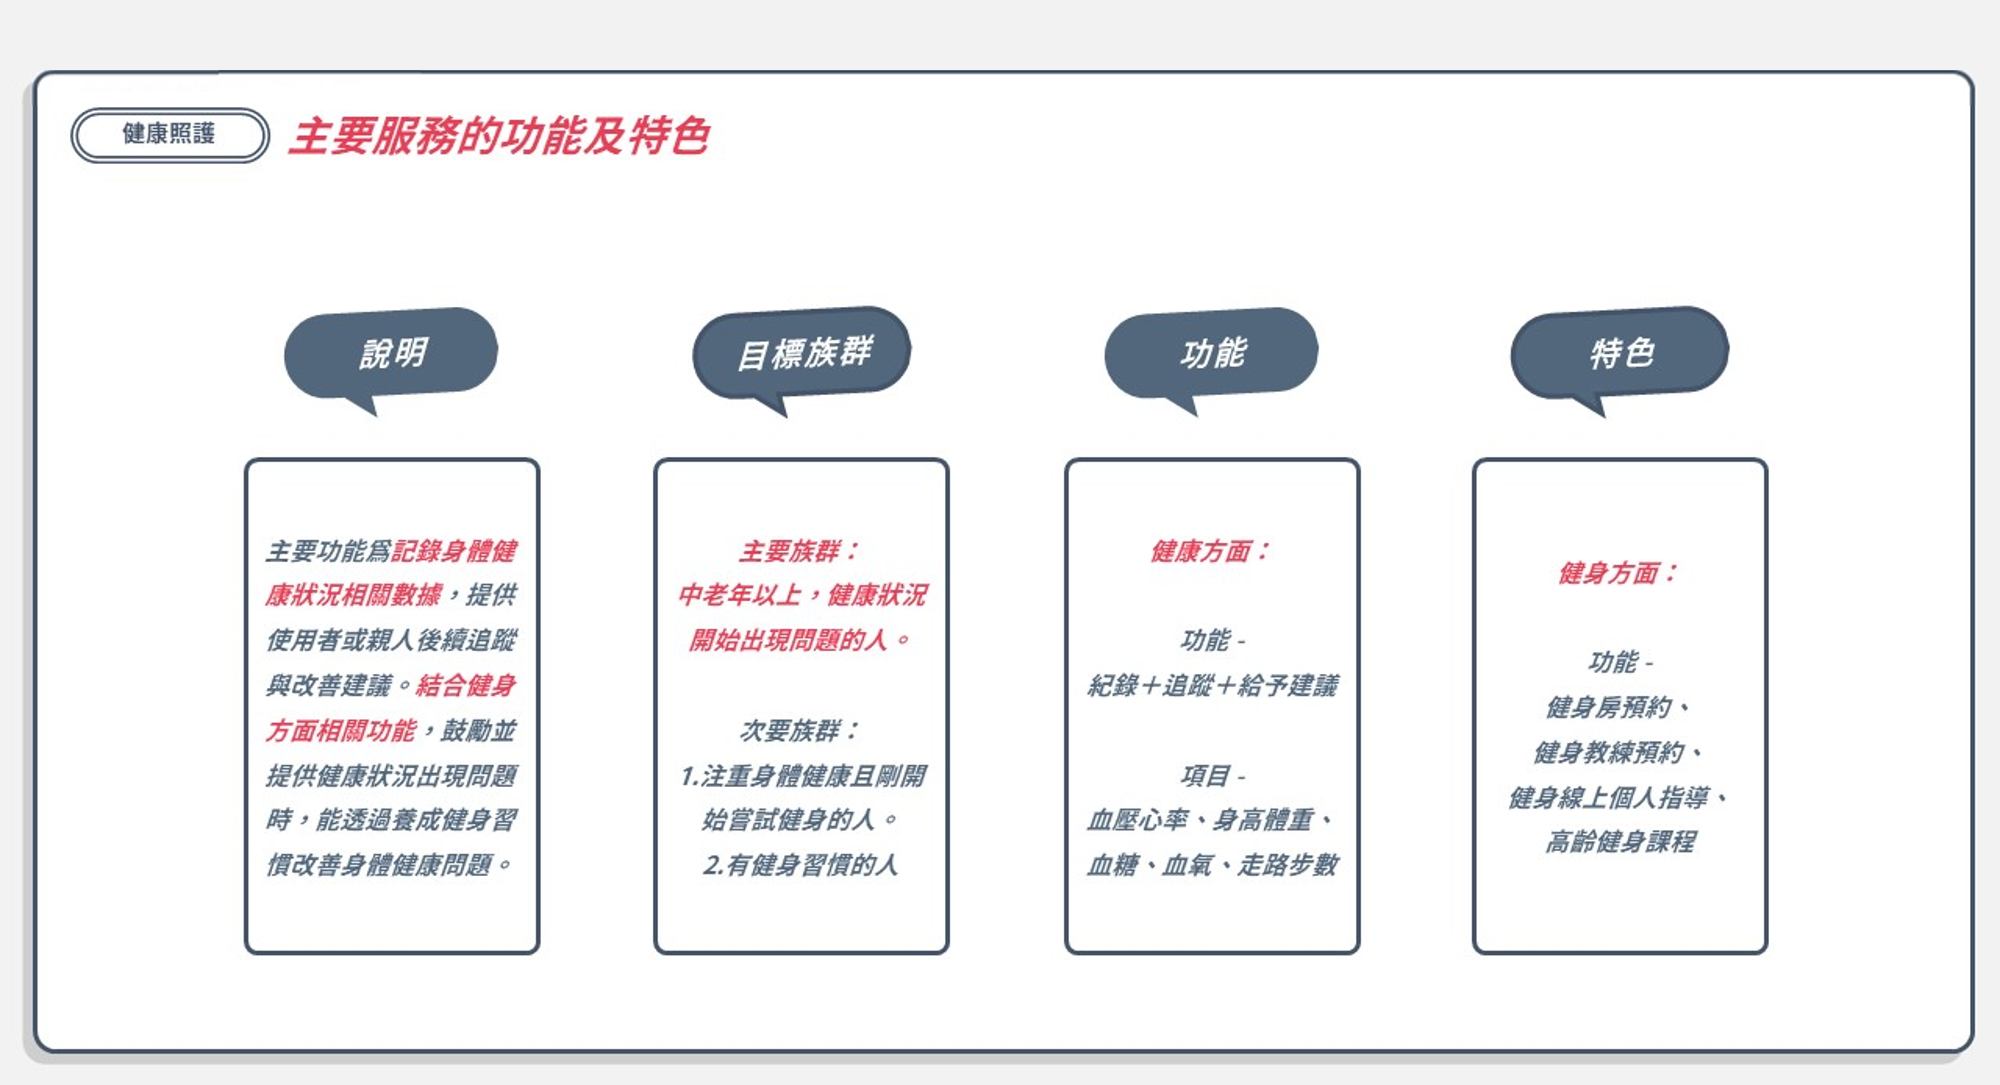 健康照護
主要服務的功能及特色
說明
主要功能為記錄身體健
康狀況相關數據，提供
使用者或親人後續追蹤
與改善建議。結合健身
方面相關功能，鼓勵並
提供健康狀況出現問題
時，能透過養成健身習
慣改善身體健康問題。
目標族群
主要族群：
中老年以上，健康狀況
開始出現問題的人。
次要族群：
1.注重身體健康且剛開
始嘗試健身的人。
2.有健身習慣的人
功能
健康方面：
功能 -
紀錄＋追蹤＋給予建議
項目 -
血壓心率、身高體重、
血糖、血氧、走路步數
特色
健身方面：
功能 -
健身房預約、
健身教練預約、
健身線上個人指導、
高齡健身課程